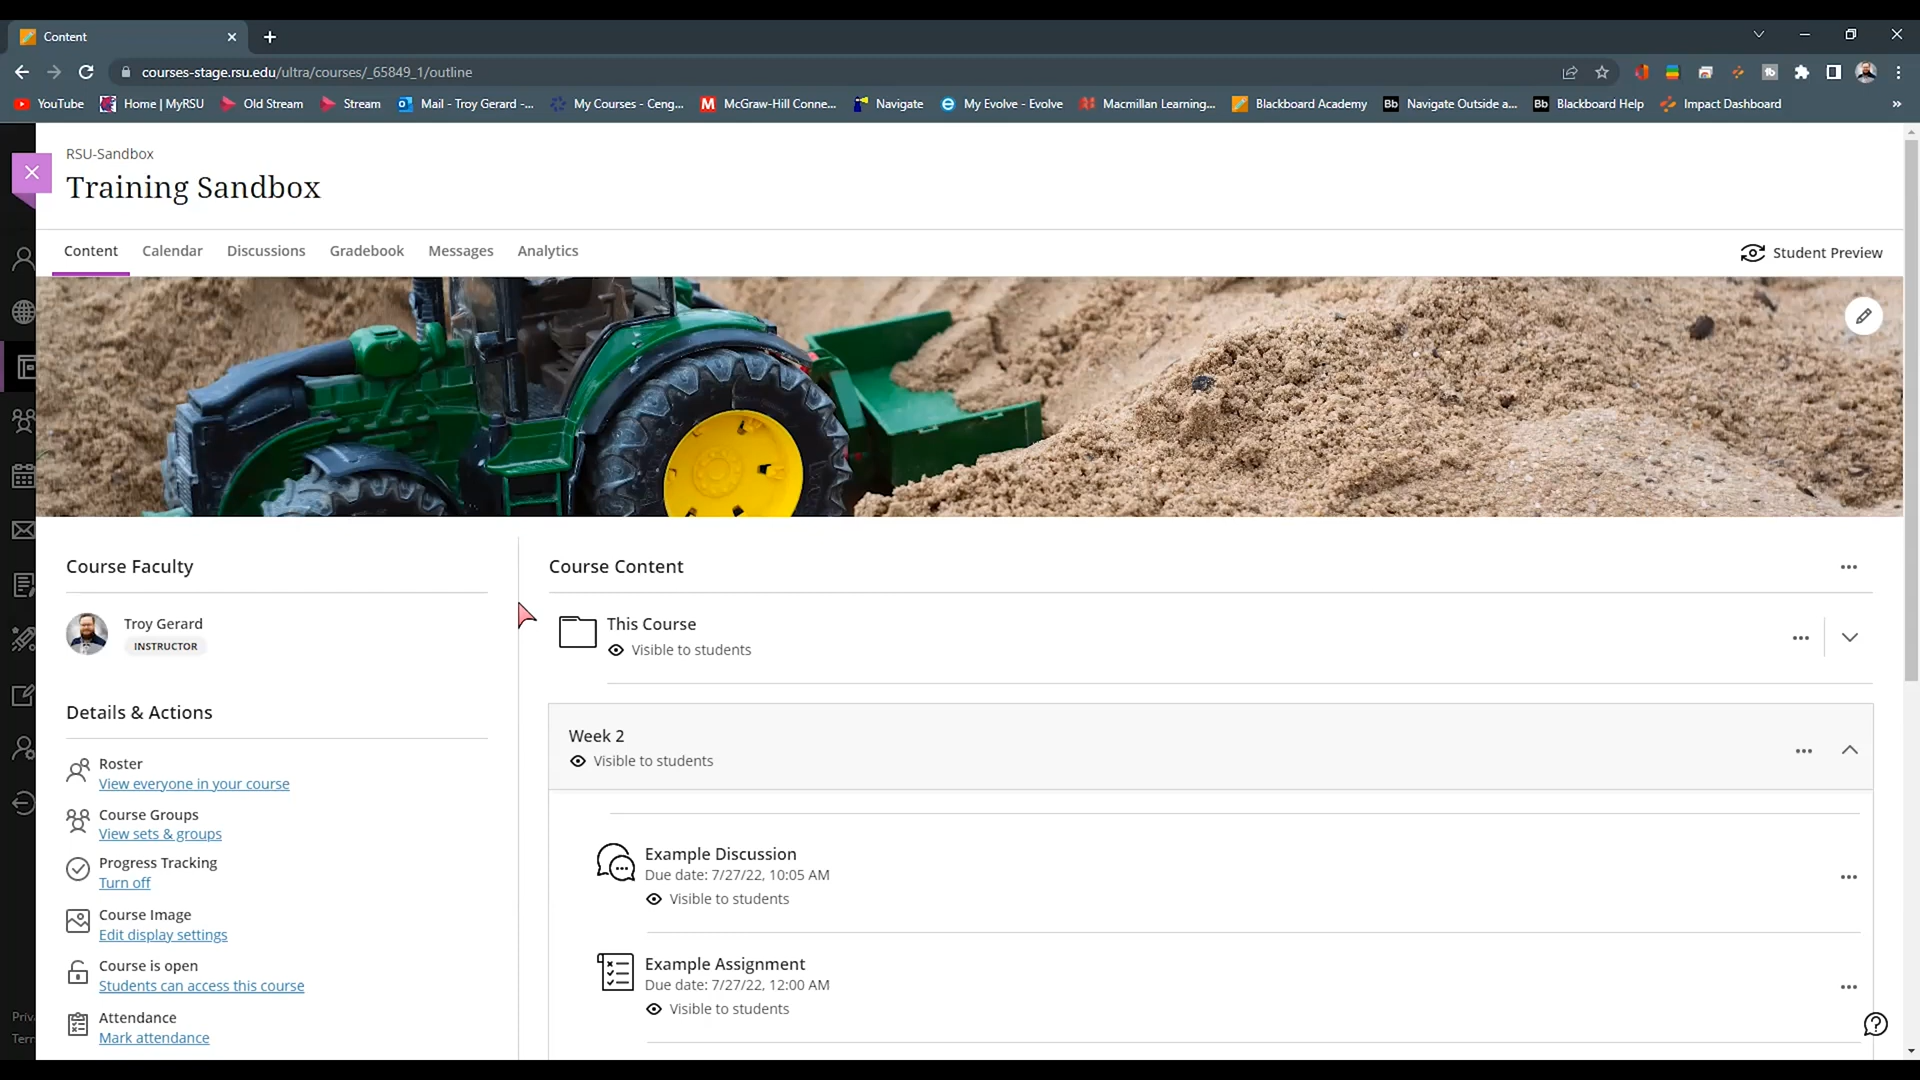 Content
courses-stage.rsu.edu/ultra/courses/_65849_1/outline
YouTube
Home | MyRSU
Old Stream
Stream
Mail - Troy Gerard -...
My Courses - Ceng...
McGraw-Hill Conne...
Navigate
My Evolve - Evolve
Macmillan Learning...
Blackboard Academy
Bb Navigate Outside a...
Bb Blackboard Help
Impact Dashboard
»
RSU-Sandbox
Training Sandbox
Content
Calendar
Discussions
Gradebook
Messages
Analytics
Student Preview
Course Faculty
Troy Gerard
INSTRUCTOR
Details & Actions
Roster
View everyone in your course
Course Groups
View sets & groups
Progress Tracking
Turn off
Course Image
Edit display settings
Course is open
Students can access this course
Attendance
Mark attendance
Course Content
This Course
Visible to students
Week 2
Visible to students
Example Discussion
Due date: 7/27/22, 10:05 AM
Visible to students
Example Assignment
Due date: 7/27/22, 12:00 AM
Visible to students